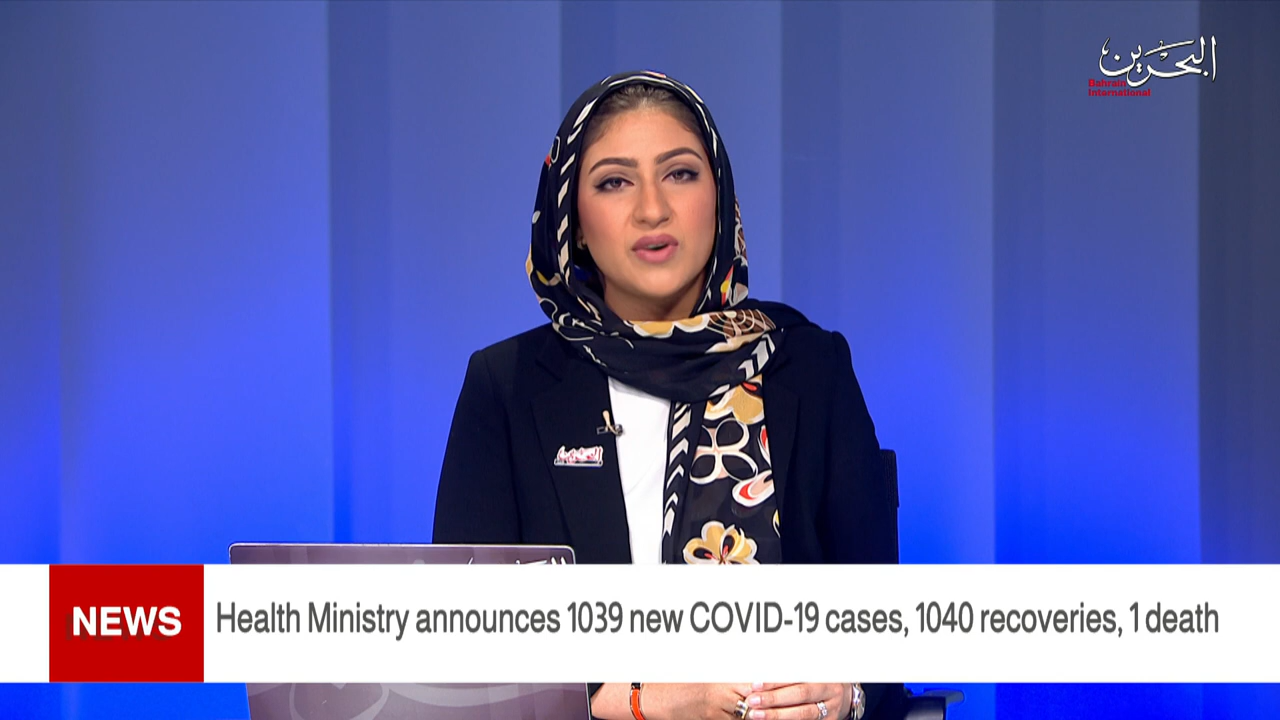 البحرين
Bahrain
International
NEWS
Health Ministry announces 1039 new COVID-19 cases, 1040 recoveries, 1 death